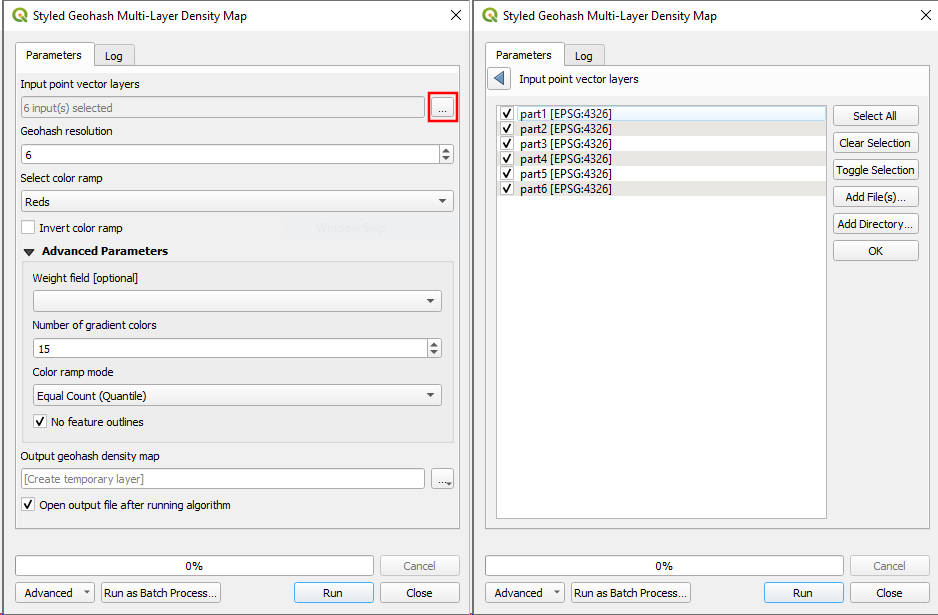 Styled Geohash Multi-Layer Density Map
Parameters
Log
Input point vector layers
6 input(s) selected
...
Geohash resolution
6
Select color ramp
Reds
Invert color ramp
Advanced Parameters
Weight field [optional]
Number of gradient colors
15
Color ramp mode
Equal Count (Quantile)
No feature outlines
Output geohash density map
[Create temporary layer]
...
Open output file after running algorithm
0%
Cancel
Advanced
Run as Batch Process...
Run
Close
Styled Geohash Multi-Layer Density Map
Parameters
Log
Input point vector layers
part1 [EPSG:4326]
part2 [EPSG:4326]
part3 [EPSG:4326]
part4 [EPSG:4326]
part5 [EPSG:4326]
part6 [EPSG:4326]
Select All
Clear Selection
Toggle Selection
Add File(s)...
Add Directory...
OK
0%
Cancel
Advanced
Run as Batch Process...
Run
Close